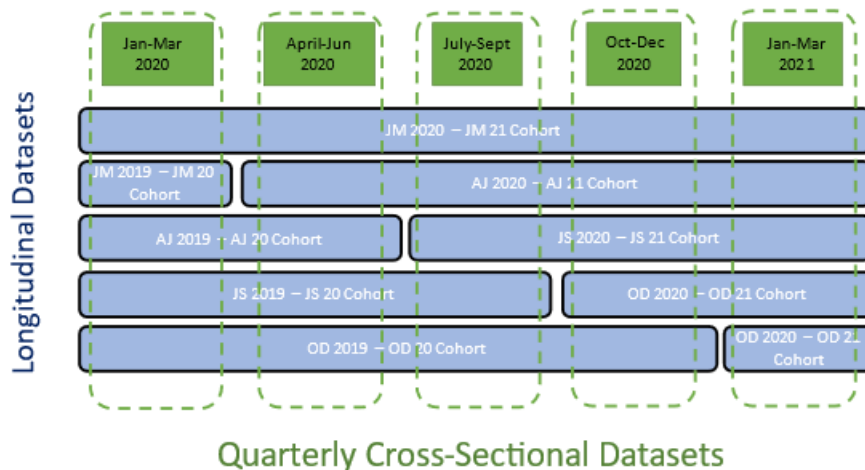 Jan-Mar
2020
April-Jun
2020
July-Sept
2020
Oct-Dec
2020
Jan-Mar
2021
Longitudinal Datasets
JM 2020 – JM 21 Cohort
JM 2019 – JM 20
Cohort
AJ 2020 – AJ 21 Cohort
AJ 2019 – AJ 20 Cohort
JS 2020 – JS 21 Cohort
JS 2019 – JS 20 Cohort
OD 2020 – OD 21 Cohort
OD 2019 – OD 20 Cohort
OD 2020 – OD 21
Cohort
Quarterly Cross-Sectional Datasets